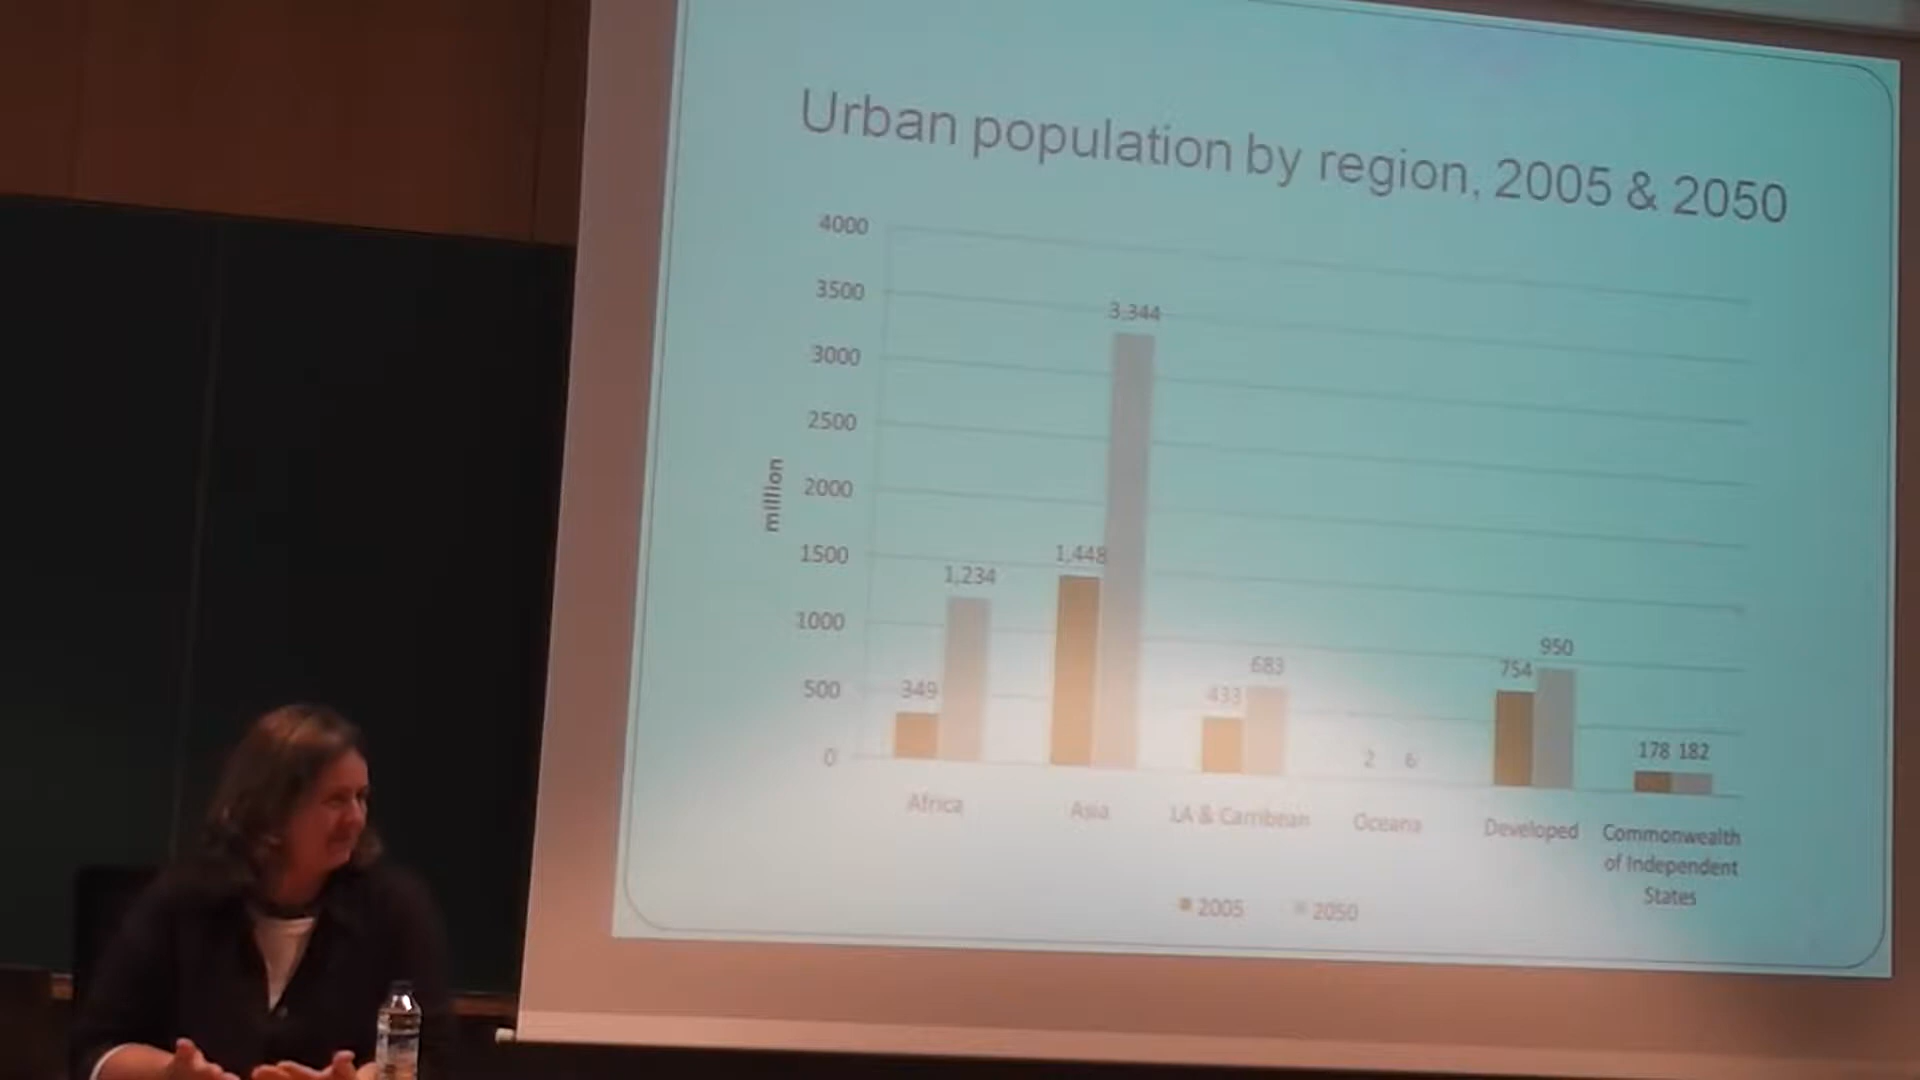 Urban population by region, 2005 & 2050
4000
3500
3000
2500
2000
1500
1000
500
0
million
349
1,234
1,448
3,344
433
683
2
6
754
950
178
182
Africa
Asia
LA & Carribean
Oceana
Developed
Commonwealth
of Independent
States
2005
2050